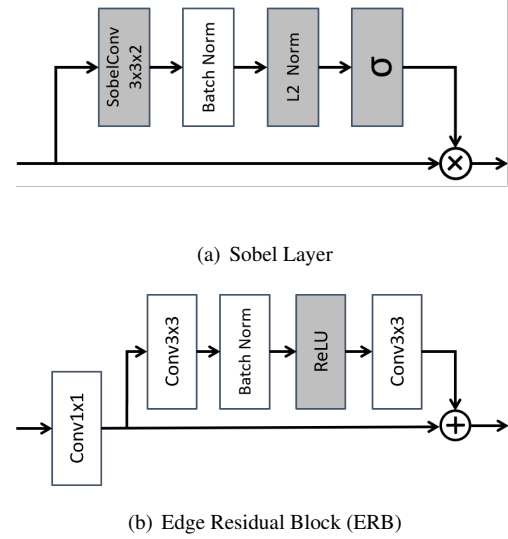 SobelConv
3x3x2
Batch Norm
L2 Norm
σ
×
(a) Sobel Layer
Conv1x1
Conv3x3
Batch Norm
ReLU
Conv3x3
+
(b) Edge Residual Block (ERB)